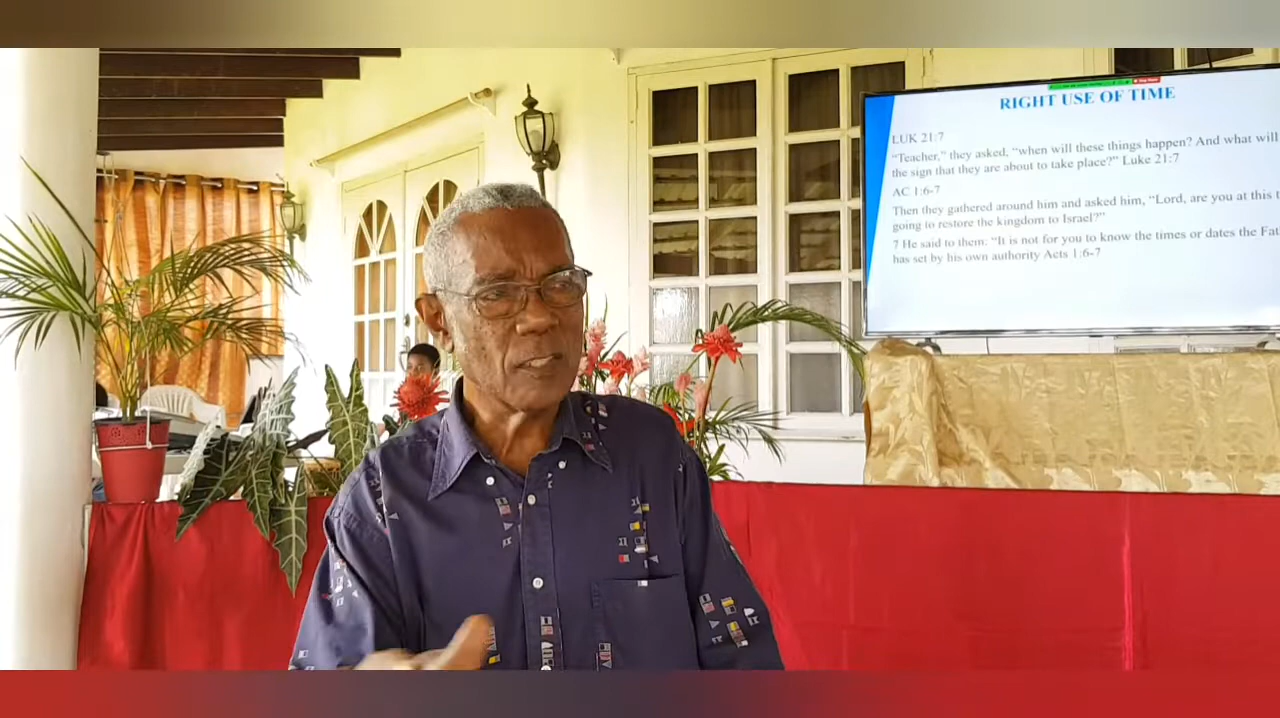 RIGHT USE OF TIME
LUK 21:7
“Teacher,” they asked, “when will these things happen? And what will
the sign that they are about to take place?” Luke 21:7
AC 1:6-7
Then they gathered around him and asked him, “Lord, are you at this t
going to restore the kingdom to Israel?”
7 He said to them: “It is not for you to know the times or dates the Fat
has set by his own authority Acts 1:6-7